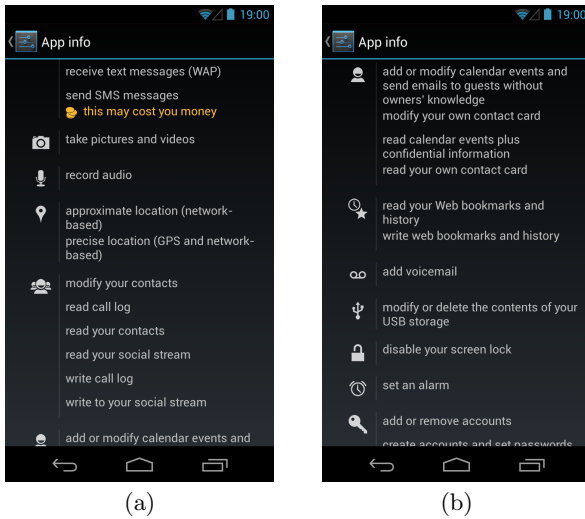 19:00
App info
receive text messages (WAP)
send SMS messages
this may cost you money
take pictures and videos
record audio
approximate location (network-
based)
precise location (GPS and network-
based)
modify your contacts
read call log
read your contacts
read your social stream
write call log
write to your social stream
add or modify calendar events and
(a)
19:00
App info
add or modify calendar events and
send emails to guests without
owners' knowledge
modify your own contact card
read calendar events plus
confidential information
read your own contact card
read your Web bookmarks and
history
write web bookmarks and history
add voicemail
modify or delete the contents of your
USB storage
disable your screen lock
set an alarm
add or remove accounts
create accounts and set passwords
(b)